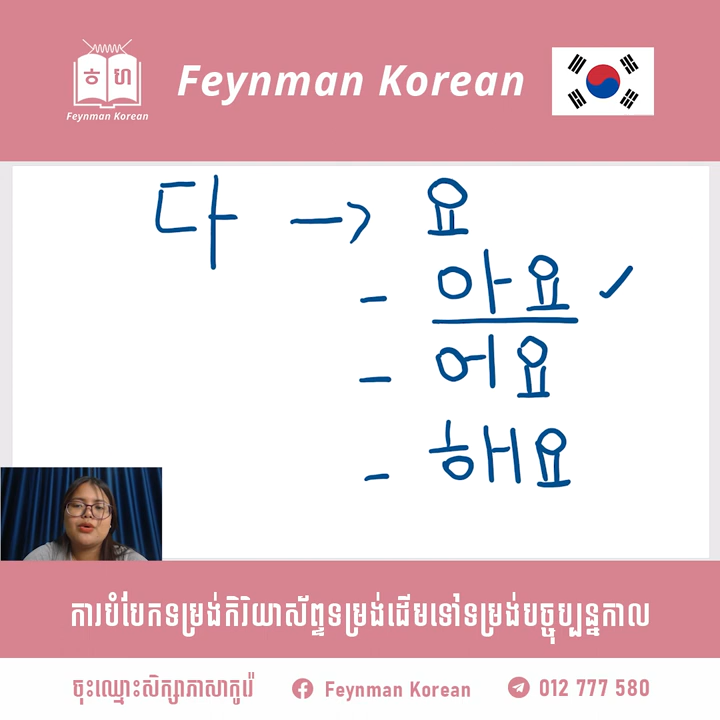 ㅎ ហ
Feynman Korean
Feynman Korean
다 → 요
- 아요 ✓
- 어요
- 해요
ការបំបែកទម្រង់កិរិយាស័ព្ទទម្រង់ដើមទៅទម្រង់បច្ចុប្បន្នកាល
ចុះឈ្មោះសិក្សាភាសាកូរ៉េ Feynman Korean 012 777 580